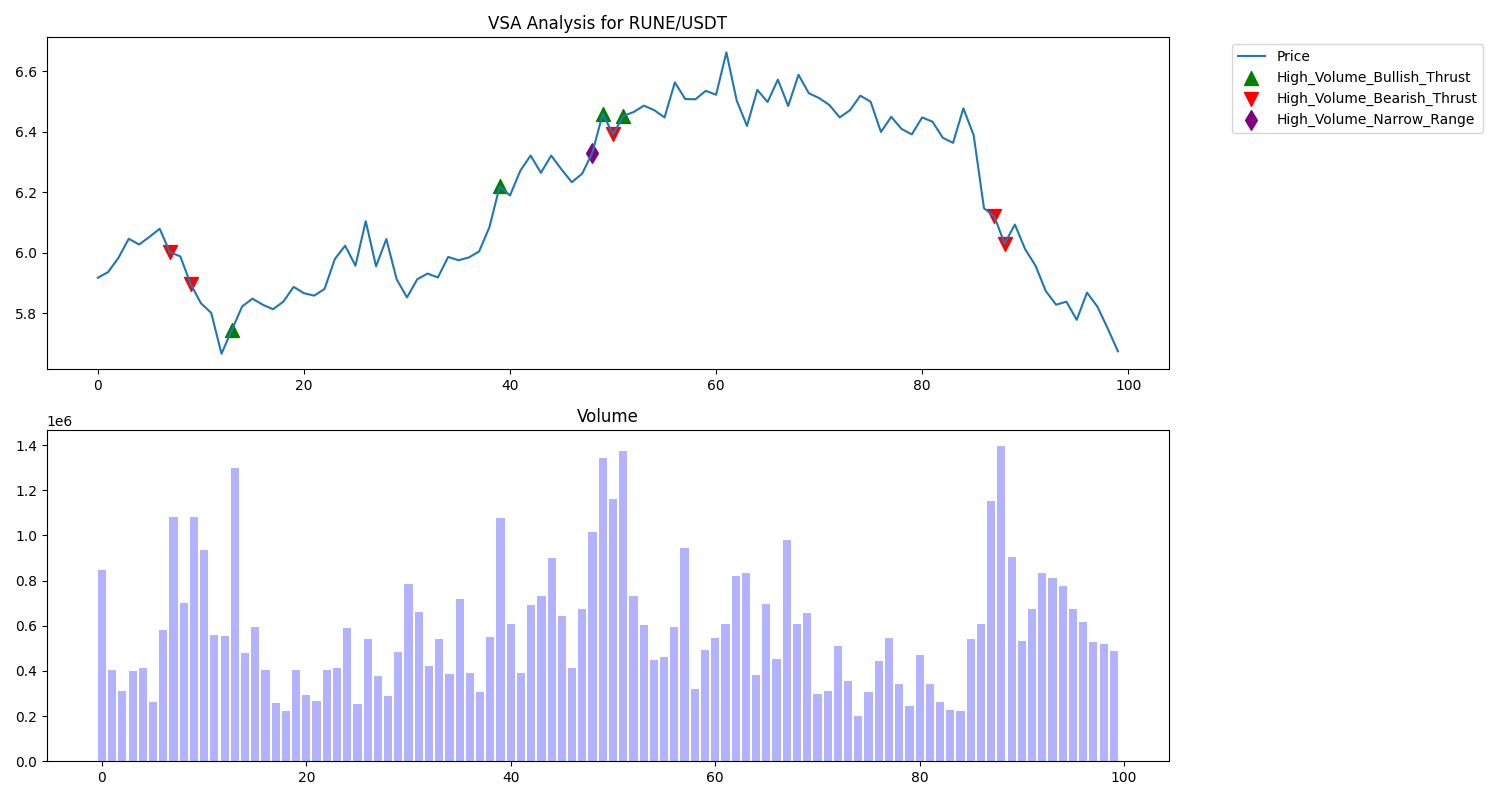 VSA Analysis for RUNE/USDT
Price
High_Volume_Bullish_Thrust
High_Volume_Bearish_Thrust
High_Volume_Narrow_Range
6.6
6.4
6.2
6.0
5.8
0 20 40 60 80 100
Volume
1e6
1.4
1.2
1.0
0.8
0.6
0.4
0.2
0.0
0 20 40 60 80 100